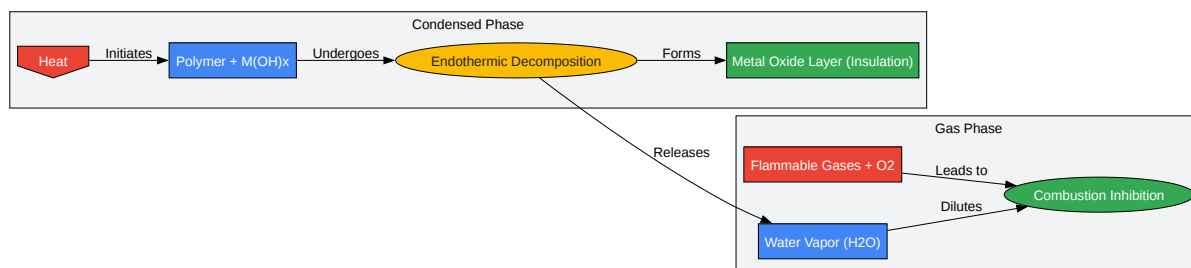 Condensed Phase
Heat
Initiates
Polymer + M(OH)x
Undergoes
Endothermic Decomposition
Forms
Metal Oxide Layer (Insulation)
Releases
Gas Phase
Flammable Gases + O2
Leads to
Combustion Inhibition
Dilutes
Water Vapor (H2O)